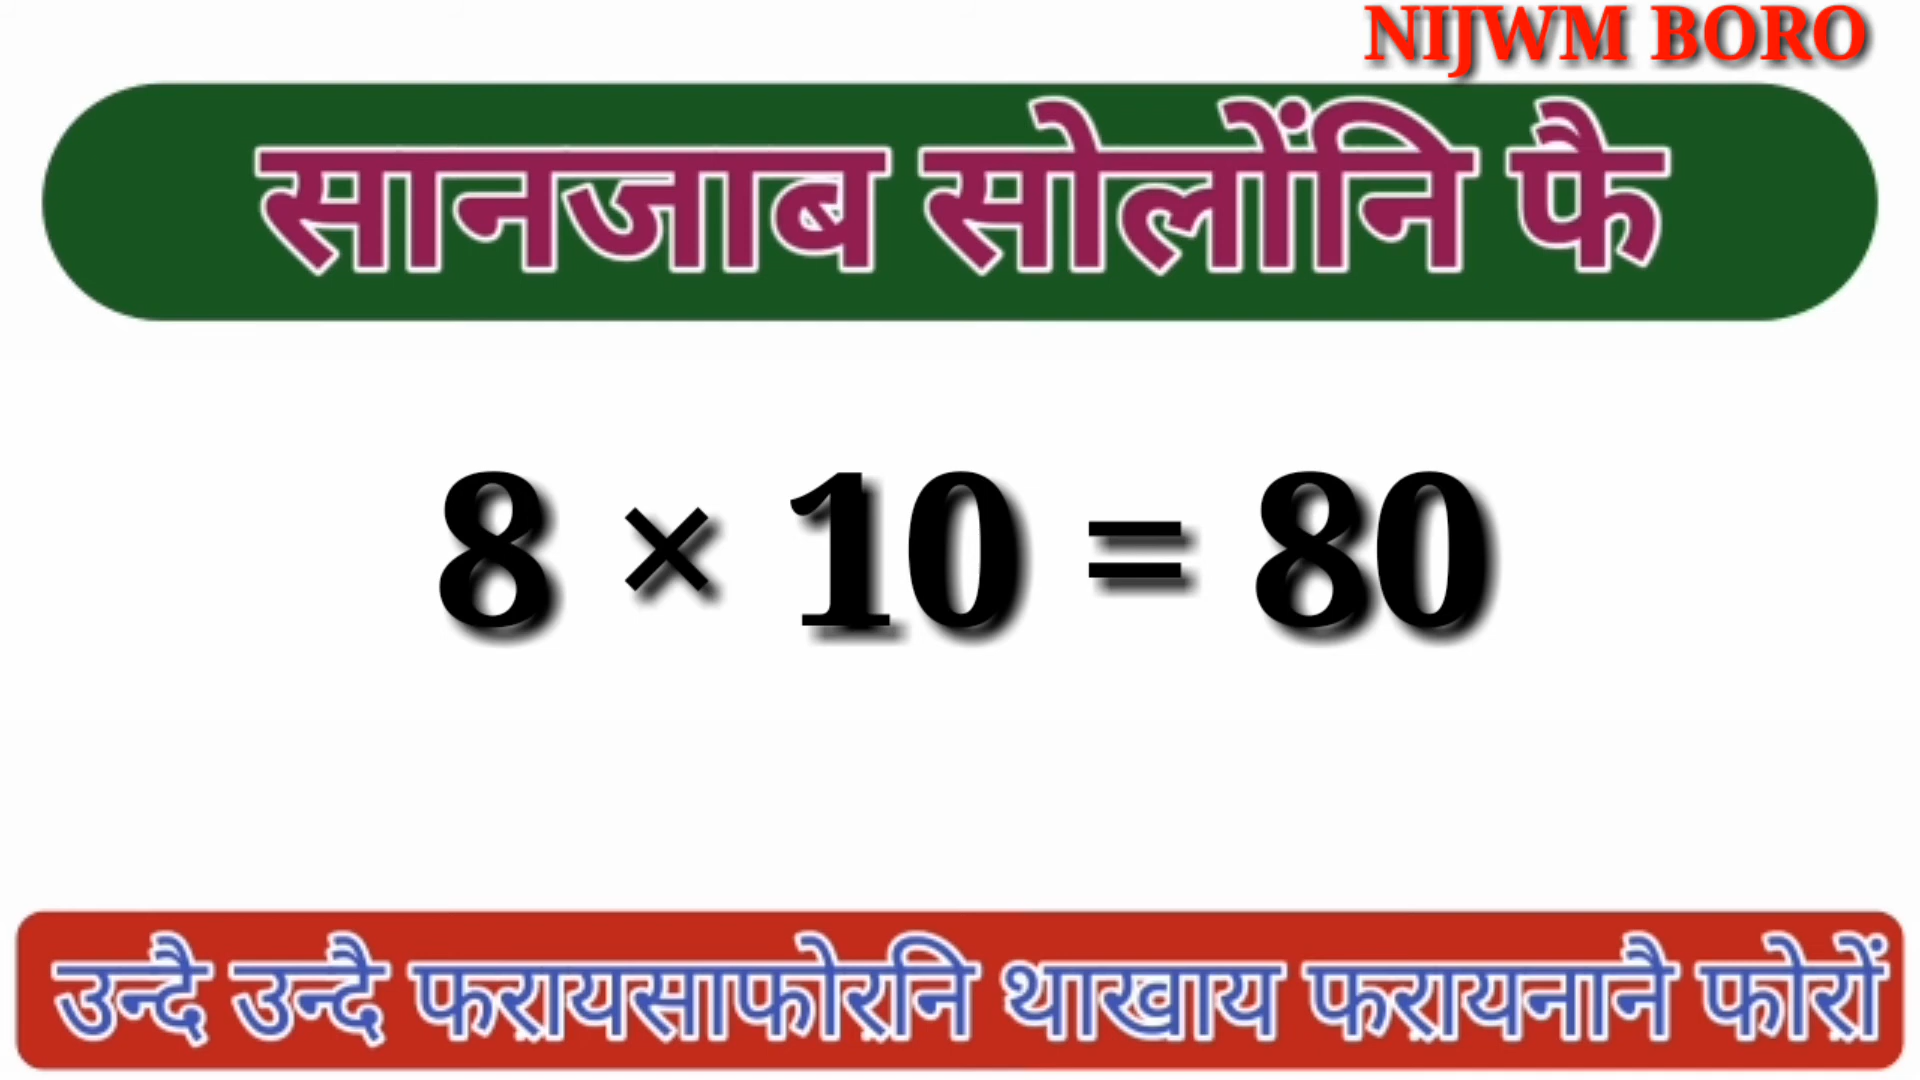 NIJWM BORO
सानजाब सोलोंनि फै
8 × 10 = 80
उन्दै उन्दै फरायसाफोरनि थाखाय फरायनानै फोरों